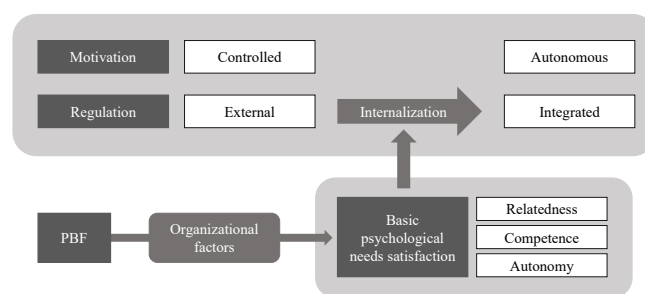 Motivation
Controlled
Autonomous
Regulation
External
Internalization
Integrated
PBF
Organizational
factors
Basic
psychological
needs satisfaction
Relatedness
Competence
Autonomy